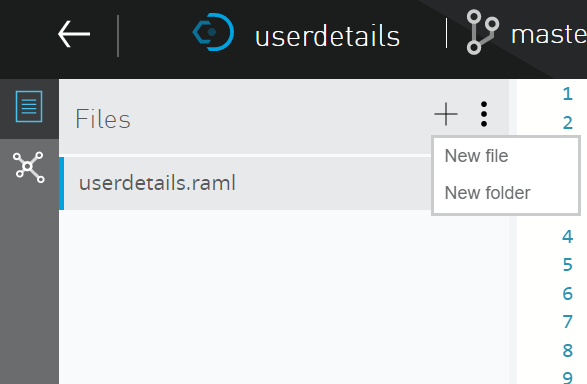 userdetails
maste
Files
userdetails.raml
New file
New folder
1
2
4
5
6
7
8
9